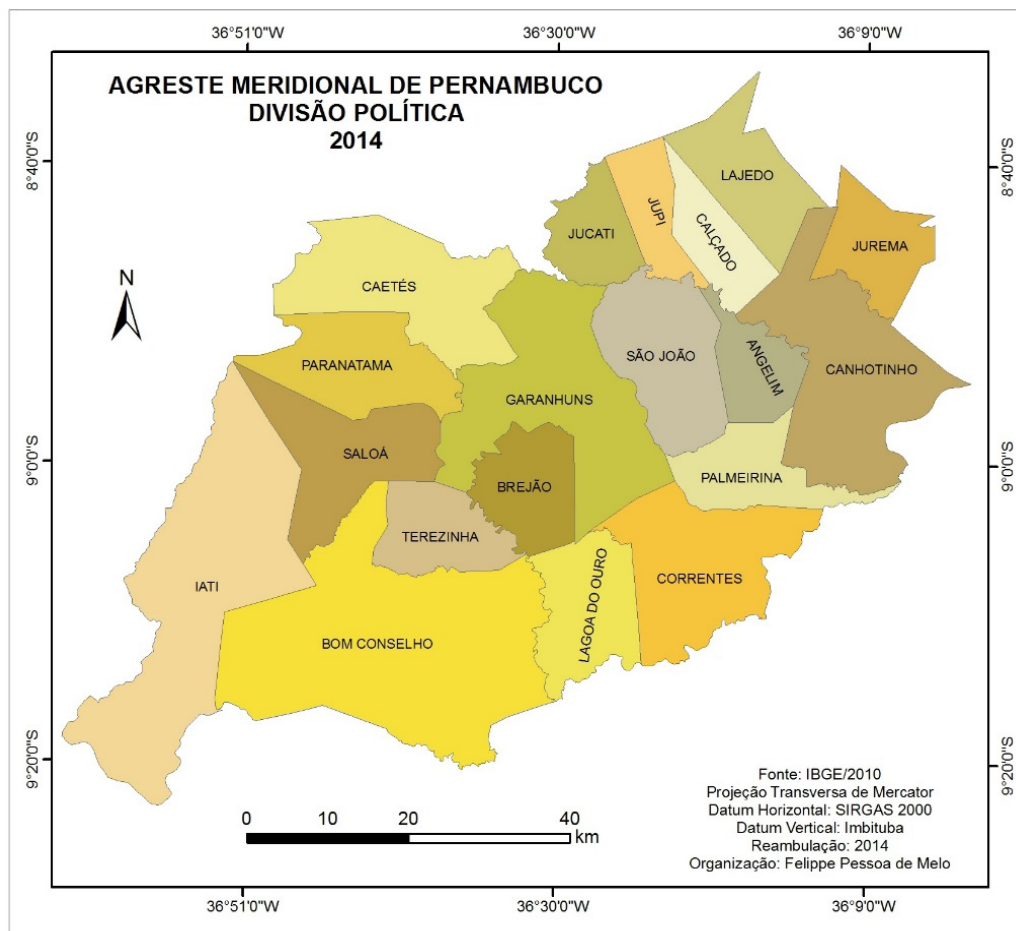 36°51'0"W
36°30'0"W
36°9'0"W
AGRESTE MERIDIONAL DE PERNAMBUCO
DIVISÃO POLÍTICA
2014
8°40'0"S
8°40'0"S
LAJEDO
JUPI
CALÇADO
JUCATI
JUREMA
N
CAETÉS
SÃO JOÃO
ANGELIM
PARANATAMA
CANHOTINHO
GARANHUNS
SALOÁ
9°0'0"S
9°0'0"S
BREJÃO
PALMEIRINA
TEREZINHA
IATI
CORRENTES
LAGOA DO OURO
BOM CONSELHO
9°20'0"S
9°20'0"S
0 10 20 40
km
Fonte: IBGE/2010
Projeção Transversa de Mercator
Datum Horizontal: SIRGAS 2000
Datum Vertical: Imbituba
Reambulação: 2014
Organização: Felippe Pessoa de Melo
36°51'0"W
36°30'0"W
36°9'0"W